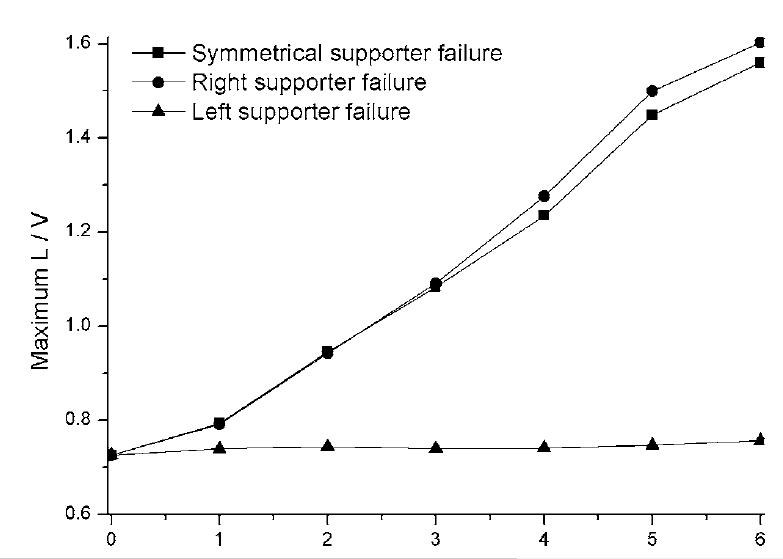 1.6
Symmetrical supporter failure
Right supporter failure
Left supporter failure
1.4
1.2
Maximum L / V
1.0
0.8
0.6
0 1 2 3 4 5 6